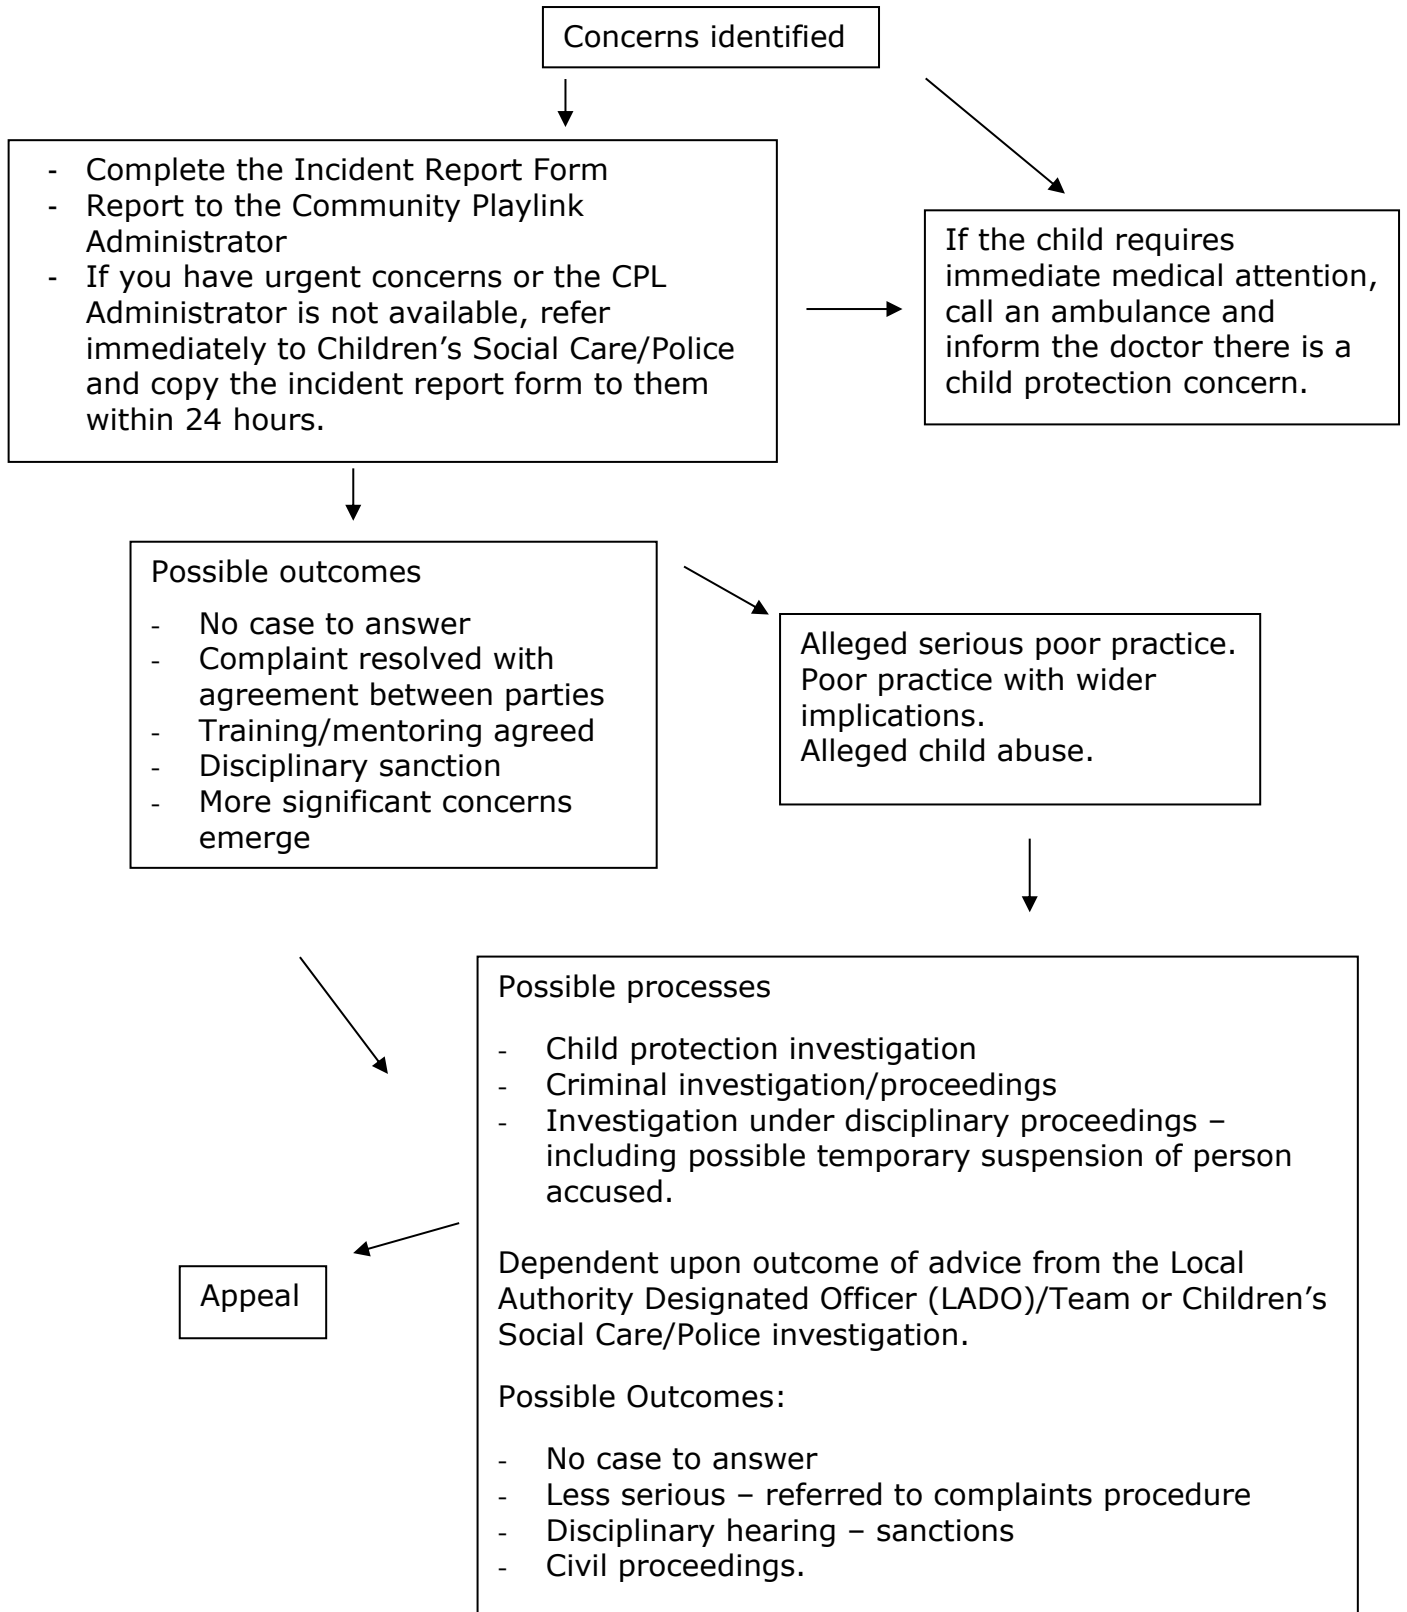 Concerns identified
- Complete the Incident Report Form
- Report to the Community Playlink
Administrator
- If you have urgent concerns or the CPL
Administrator is not available, refer
immediately to Children’s Social Care/Police
and copy the incident report form to them
within 24 hours.
If the child requires
immediate medical attention,
call an ambulance and
inform the doctor there is a
child protection concern.
Possible outcomes
- No case to answer
- Complaint resolved with
agreement between parties
- Training/mentoring agreed
- Disciplinary sanction
- More significant concerns
emerge
Alleged serious poor practice.
Poor practice with wider
implications.
Alleged child abuse.
Possible processes
- Child protection investigation
- Criminal investigation/proceedings
- Investigation under disciplinary proceedings –
including possible temporary suspension of person
accused.
Dependent upon outcome of advice from the Local
Authority Designated Officer (LADO)/Team or Children’s
Social Care/Police investigation.
Possible Outcomes:
- No case to answer
- Less serious – referred to complaints procedure
- Disciplinary hearing – sanctions
- Civil proceedings.
Appeal